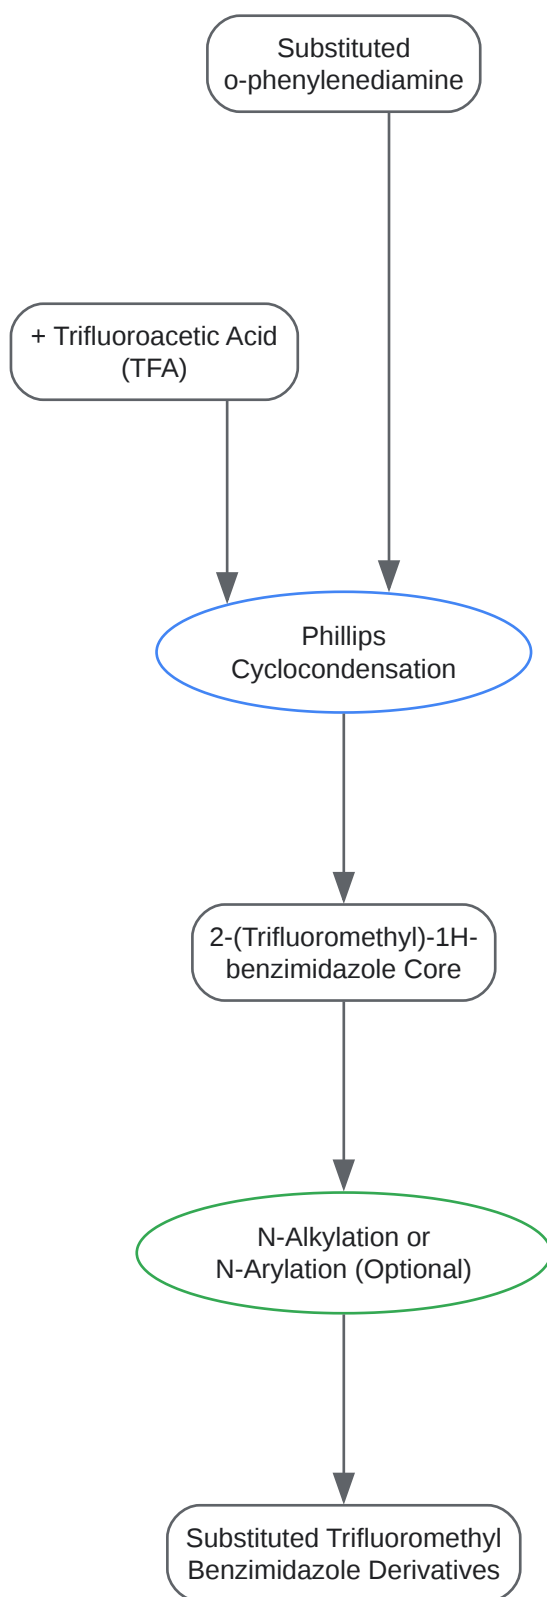 Substituted
o-phenylenediamine
+ Trifluoroacetic Acid
(TFA)
Phillips
Cyclocondensation
2-(Trifluoromethyl)-1H-
benzimidazole Core
N-Alkylation or
N-Arylation (Optional)
Substituted Trifluoromethyl
Benzimidazole Derivatives